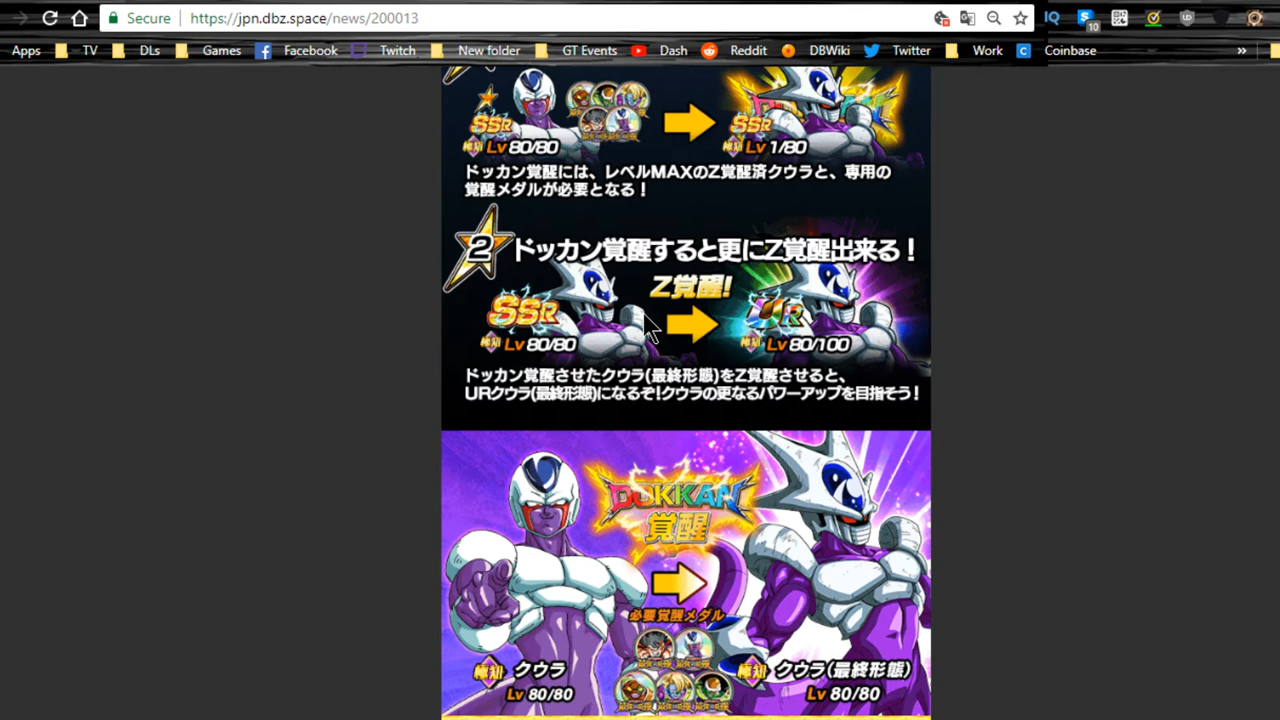 Secure https://jpn.dbz.space/news/200013
10
Apps TV DLs Games Facebook Twitch New folder GT Events Dash Reddit DBWiki Twitter Work Coinbase »
SSR SSR
極知 Lv 80/80 極知 Lv 1/80
ドッカン覚醒には、レベルMAXのZ覚醒済クウラと、専用の
覚醒メダルが必要となる！
2 ドッカン覚醒すると更にZ覚醒出来る！
Z覚醒!
SSR UR
極知 Lv 80/80 極知 Lv 80/100
ドッカン覚醒させたクウラ(最終形態)をZ覚醒させると、
URクウラ(最終形態)になるぞ!クウラの更なるパワーアップを目指そう！
DOKKAN
覚醒
必要覚醒メダル
極知 クウラ 極知 クウラ(最終形態)
Lv 80/80 Lv 80/80